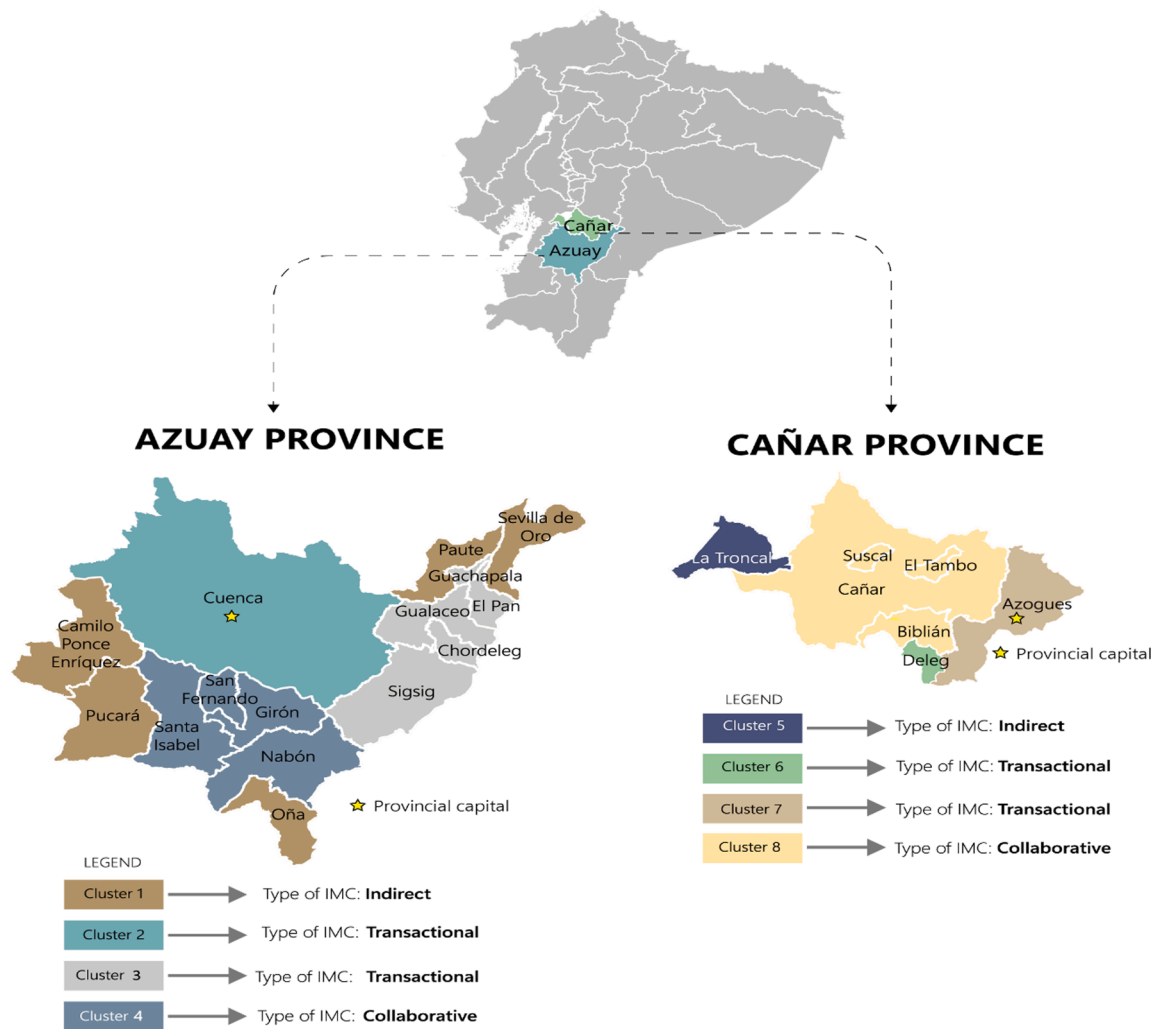 Cañar
Azuay
AZUAY PROVINCE
Sevilla de
Oro
Paute
Guachapala
El Pan
Gualaceo
Cuenca
Chordeleg
Camilo
Ponce
Enríquez
Sigsig
San
Fernando
Girón
Pucará
Santa
Isabel
Nabón
Oña
Provincial capital
LEGEND
Cluster 1
Type of IMC: Indirect
Cluster 2
Type of IMC: Transactional
Cluster 3
Type of IMC: Transactional
Cluster 4
Type of IMC: Collaborative
CAÑAR PROVINCE
La Troncal
Suscal
El Tambo
Cañar
Azogues
Biblián
Deleg
Provincial capital
LEGEND
Cluster 5
Type of IMC: Indirect
Cluster 6
Type of IMC: Transactional
Cluster 7
Type of IMC: Transactional
Cluster 8
Type of IMC: Collaborative